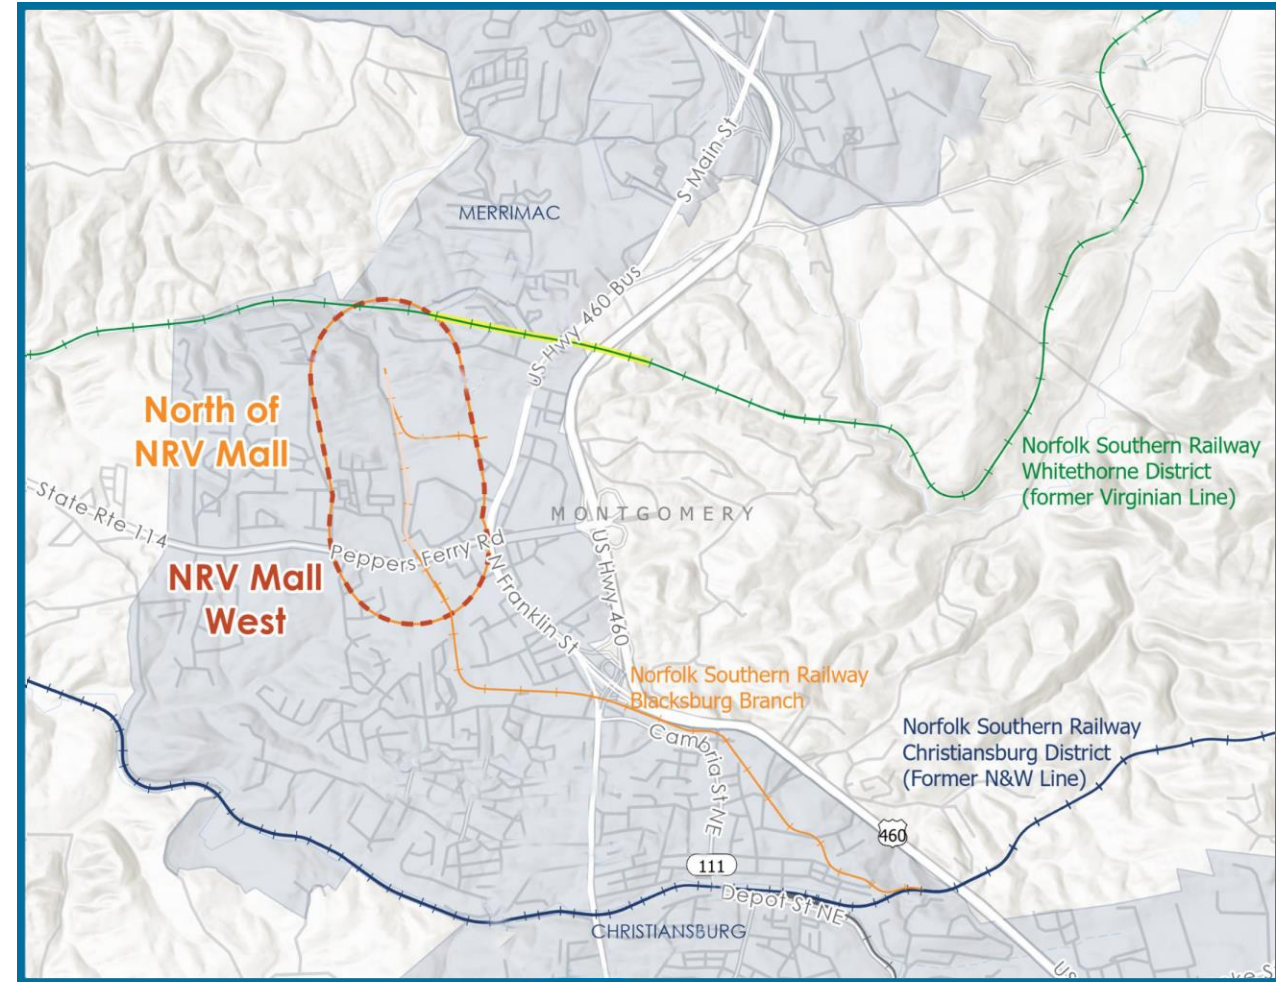 S Main St
MERRIMAC
US Hwy 460 Bus
North of
NRV Mall
Norfolk Southern Railway
Whitethorne District
(former Virginian Line)
State Rte 114
MONTGOMERY
Peppers Ferry Rd
US Hwy 460
NRV Mall
West
N Franklin St
Norfolk Southern Railway
Blacksburg Branch
Norfolk Southern Railway
Christiansburg District
(Former N&W Line)
Cambria St NE
460
111
Depot St NE
CHRISTIANSBURG